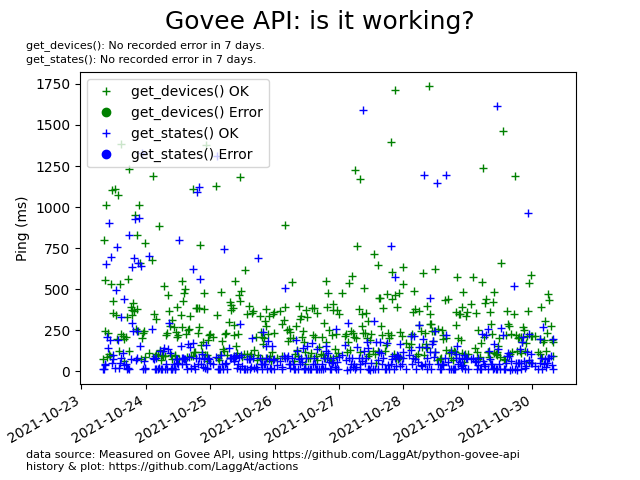 Govee API: is it working?
get_devices(): No recorded error in 7 days.
get_states(): No recorded error in 7 days.
get_devices() OK
get_devices() Error
get_states() OK
get_states() Error
Ping (ms)
1750
1500
1250
1000
750
500
250
0
2021-10-23
2021-10-24
2021-10-25
2021-10-26
2021-10-27
2021-10-28
2021-10-29
2021-10-30
data source: Measured on Govee API, using https://github.com/LaggAt/python-govee-api
history & plot: https://github.com/LaggAt/actions